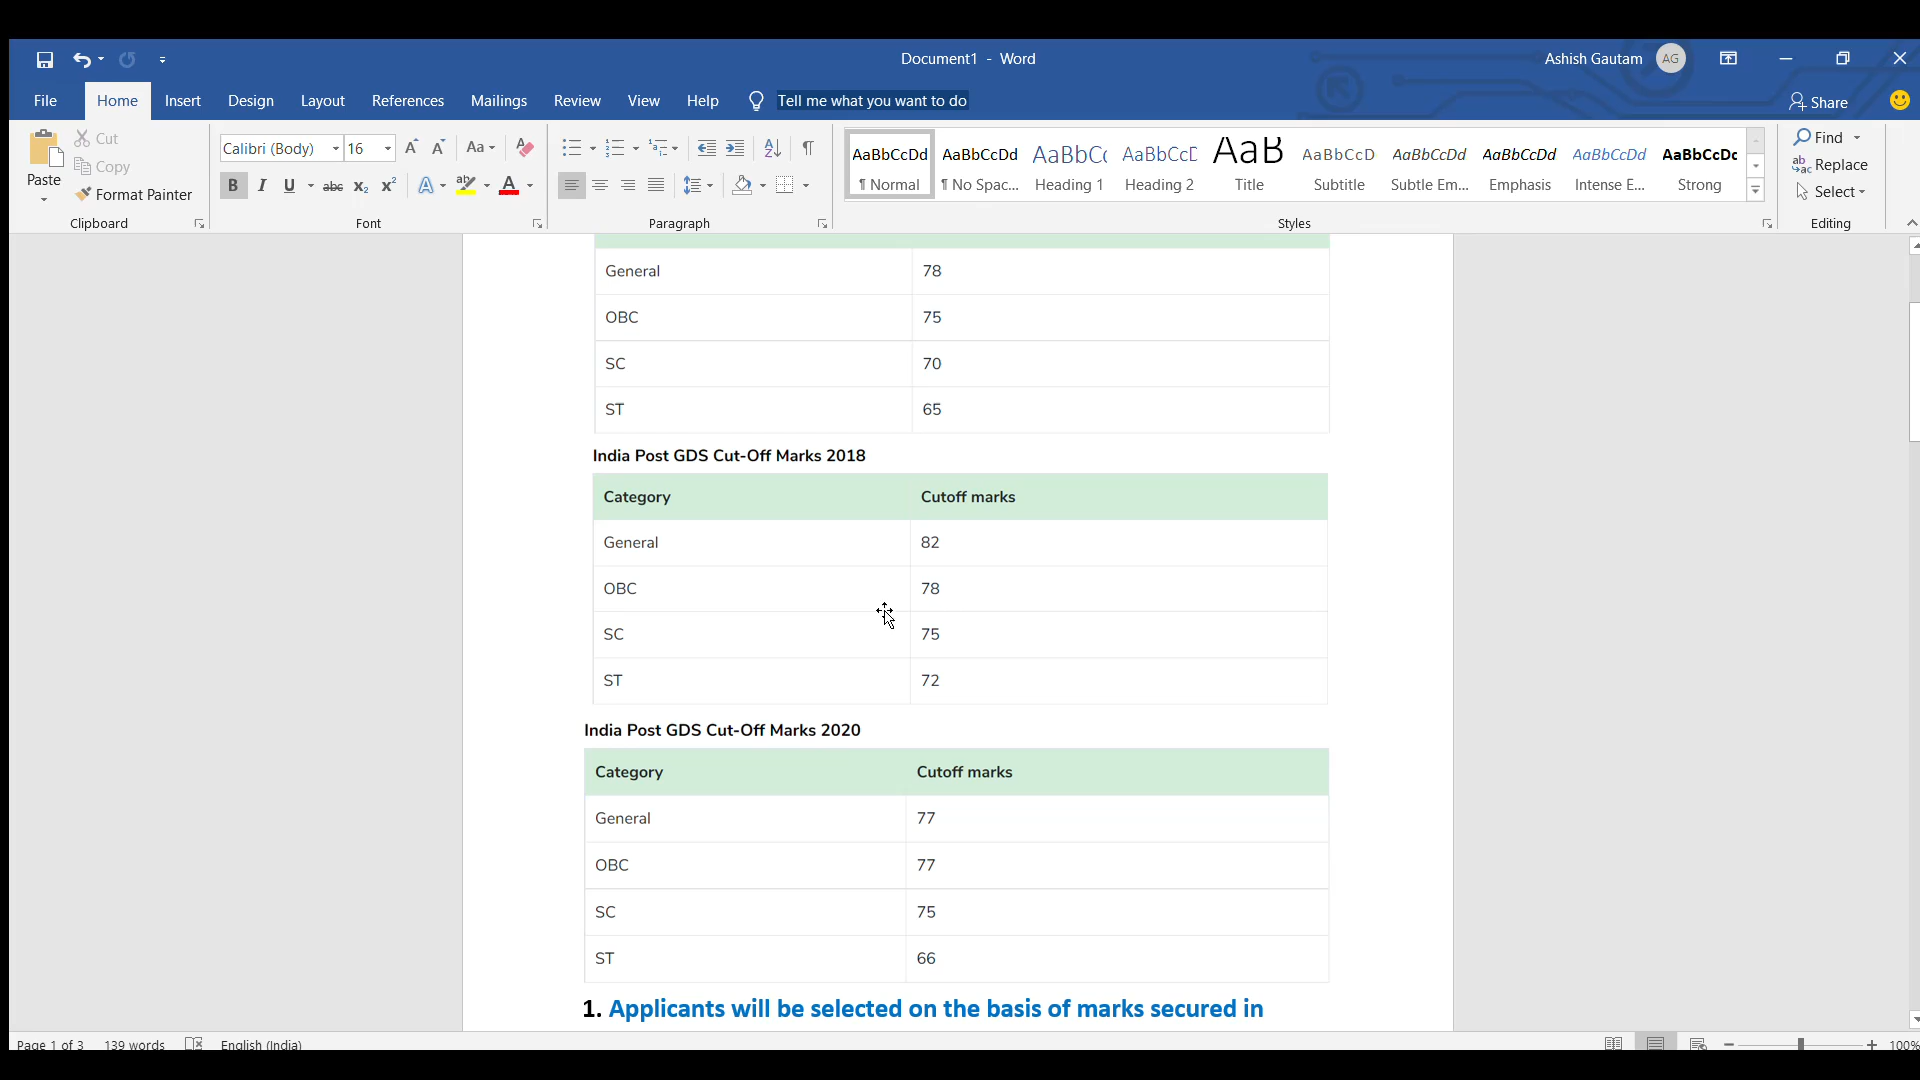 Document1 - Word
Ashish Gautam AG
File Home Insert Design Layout References Mailings Review View Help Tell me what you want to do Share
Paste
Cut
Copy
Format Painter
Clipboard
Calibri (Body) 16
Font
Paragraph
AaBbCcDd AaBbCcDd AaBbCc AaBbCcE AaB AaBbCcD AaBbCcDd AaBbCcDd AaBbCcDd AaBbCcDc
¶ Normal ¶ No Spac... Heading 1 Heading 2 Title Subtitle Subtle Em... Emphasis Intense E... Strong
Styles
Find
Replace
Select
Editing
General 78
OBC 75
SC 70
ST 65
India Post GDS Cut-Off Marks 2018
Category Cutoff marks
General 82
OBC 78
SC 75
ST 72
India Post GDS Cut-Off Marks 2020
Category Cutoff marks
General 77
OBC 77
SC 75
ST 66
1. Applicants will be selected on the basis of marks secured in
Page 1 of 3 139 words English (India) 100%